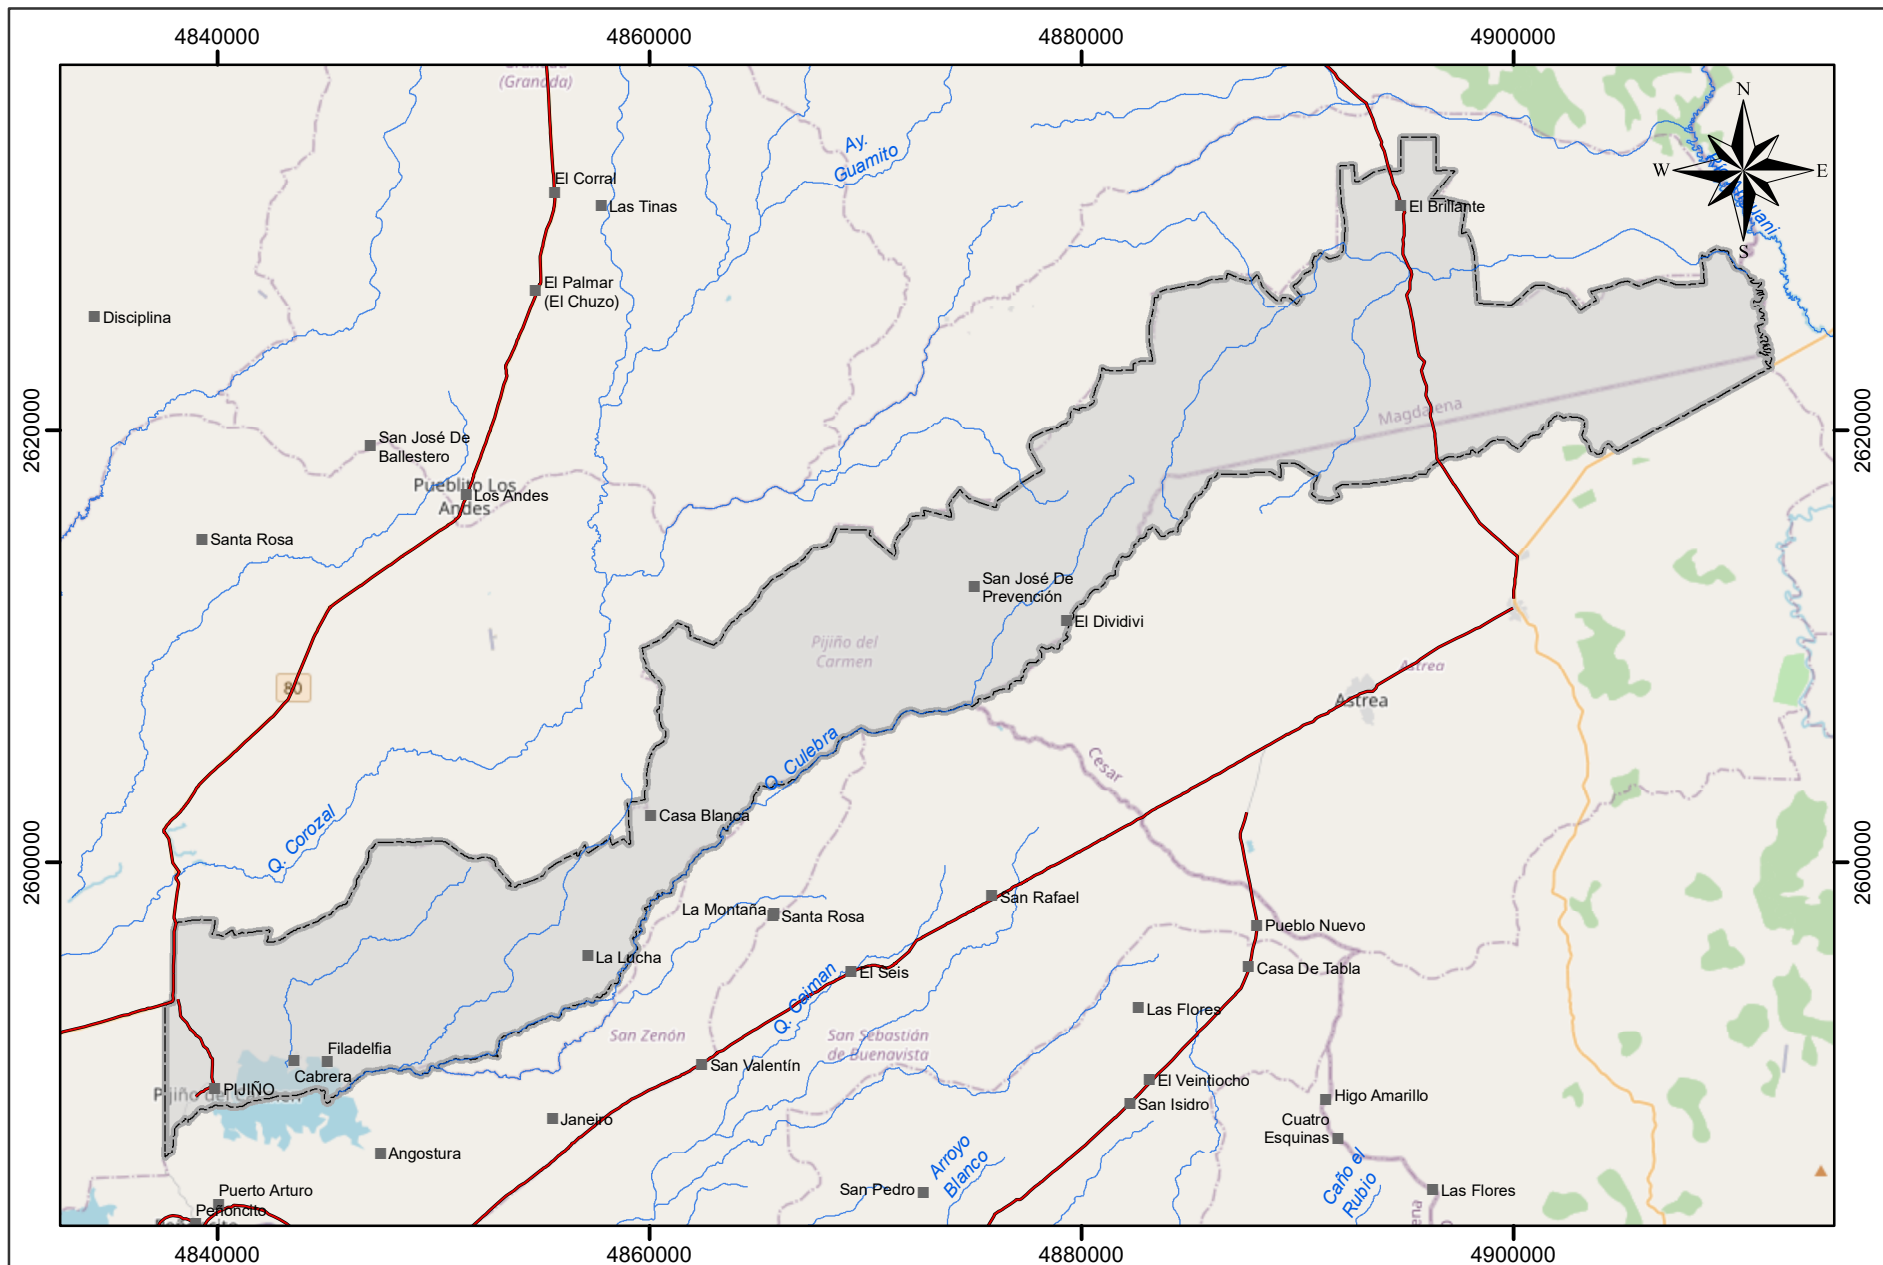 4840000
4860000
4880000
4900000
(Granada)
Ay.
Guamito
N
W
E
S
El Corral
Las Tinas
El Brillante
El Palmar
(El Chuzo)
Disciplina
Magdalena
2620000
2620000
San José De
Ballestero
Pueblito Los
Andes
Los Andes
Santa Rosa
San José De
Prevención
El Dividivi
Pijiño del
Carmen
Astrea
Astrea
80
Q. Culebra
Cesar
Casa Blanca
Q. Corozal
2600000
2600000
San Rafael
La Montaña
Santa Rosa
Pueblo Nuevo
La Lucha
El Seis
Casa De Tabla
Q. Caiman
Las Flores
San Zenón
San Sebastián
de Buenavista
Filadelfia
Cabrera
San Valentín
El Veintiocho
PIJIÑO
Pijiño del Carmen
San Isidro
Higo Amarillo
Janeiro
Cuatro
Esquinas
Angostura
Arroyo
Blanco
Caño el
Rubio
San Pedro
Las Flores
Puerto Arturo
Peñoncito
4840000
4860000
4880000
4900000